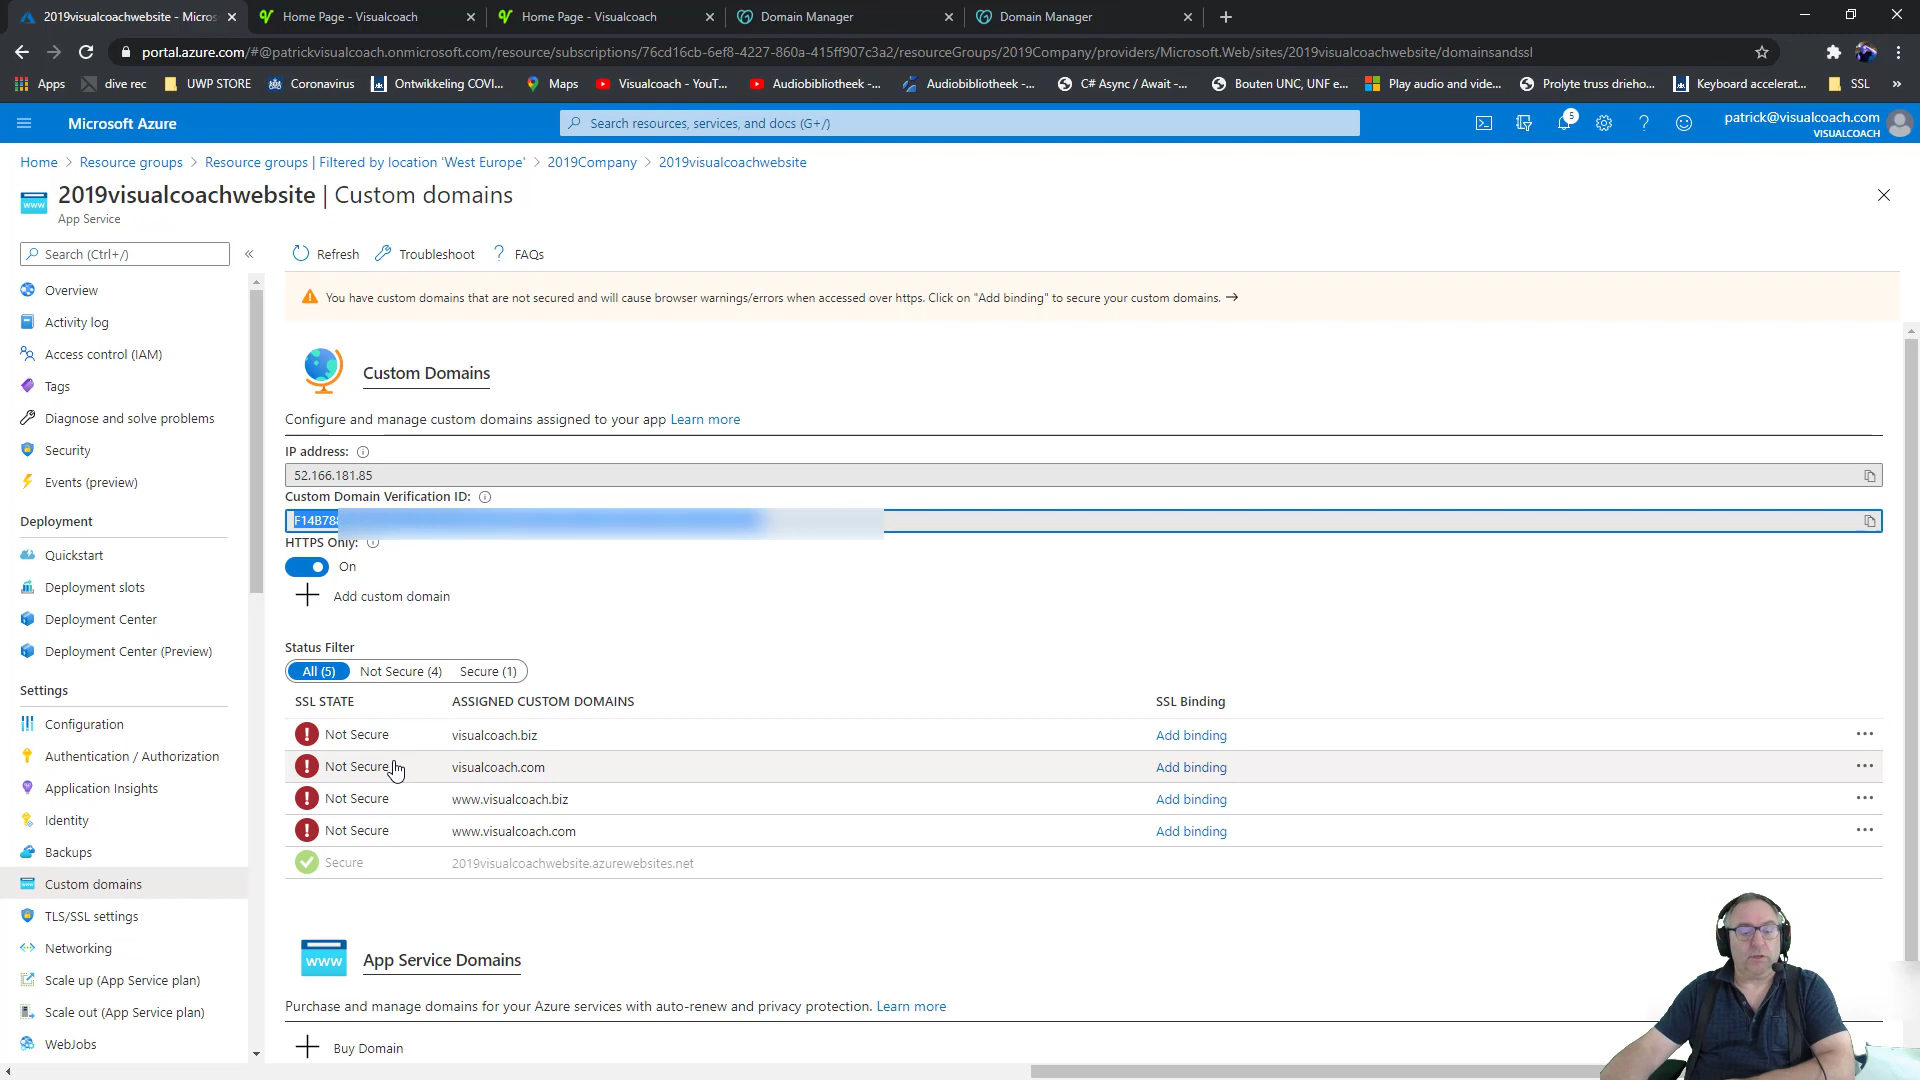 2019visualcoachwebsite - Micros
Home Page - Visualcoach
Home Page - Visualcoach
Domain Manager
Domain Manager
portal.azure.com/#@patrickvisualcoach.onmicrosoft.com/resource/subscriptions/76cd16cb-6ef8-4227-860a-415ff907c3a2/resourceGroups/2019Company/providers/Microsoft.Web/sites/2019visualcoachwebsite/domainsandssl
Apps
dive rec
UWP STORE
Coronavirus
Ontwikkeling COVI...
Maps
Visualcoach - YouT...
Audiobibliotheek -...
Audiobibliotheek -...
C# Async / Await -...
Bouten UNC, UNF e...
Play audio and vide...
Prolyte truss drieho...
Keyboard accelerat...
SSL
»
Microsoft Azure
Search resources, services, and docs (G+/)
5
patrick@visualcoach.com
VISUALCOACH
Home > Resource groups > Resource groups | Filtered by location 'West Europe' > 2019Company > 2019visualcoachwebsite
2019visualcoachwebsite | Custom domains
App Service
Search (Ctrl+/)
«
Refresh
Troubleshoot
? FAQs
Overview
Activity log
Access control (IAM)
Tags
Diagnose and solve problems
Security
Events (preview)
Deployment
Quickstart
Deployment slots
Deployment Center
Deployment Center (Preview)
Settings
Configuration
Authentication / Authorization
Application Insights
Identity
Backups
Custom domains
TLS/SSL settings
Networking
Scale up (App Service plan)
Scale out (App Service plan)
WebJobs
You have custom domains that are not secured and will cause browser warnings/errors when accessed over https. Click on "Add binding" to secure your custom domains. →
Custom Domains
Configure and manage custom domains assigned to your app Learn more
IP address:
52.166.181.85
Custom Domain Verification ID:
F14B78
HTTPS Only:
On
Add custom domain
Status Filter
All (5) Not Secure (4) Secure (1)
SSL STATE ASSIGNED CUSTOM DOMAINS SSL Binding
Not Secure visualcoach.biz Add binding ...
Not Secure visualcoach.com Add binding ...
Not Secure www.visualcoach.biz Add binding ...
Not Secure www.visualcoach.com Add binding ...
Secure 2019visualcoachwebsite.azurewebsites.net
www
App Service Domains
Purchase and manage domains for your Azure services with auto-renew and privacy protection. Learn more
Buy Domain